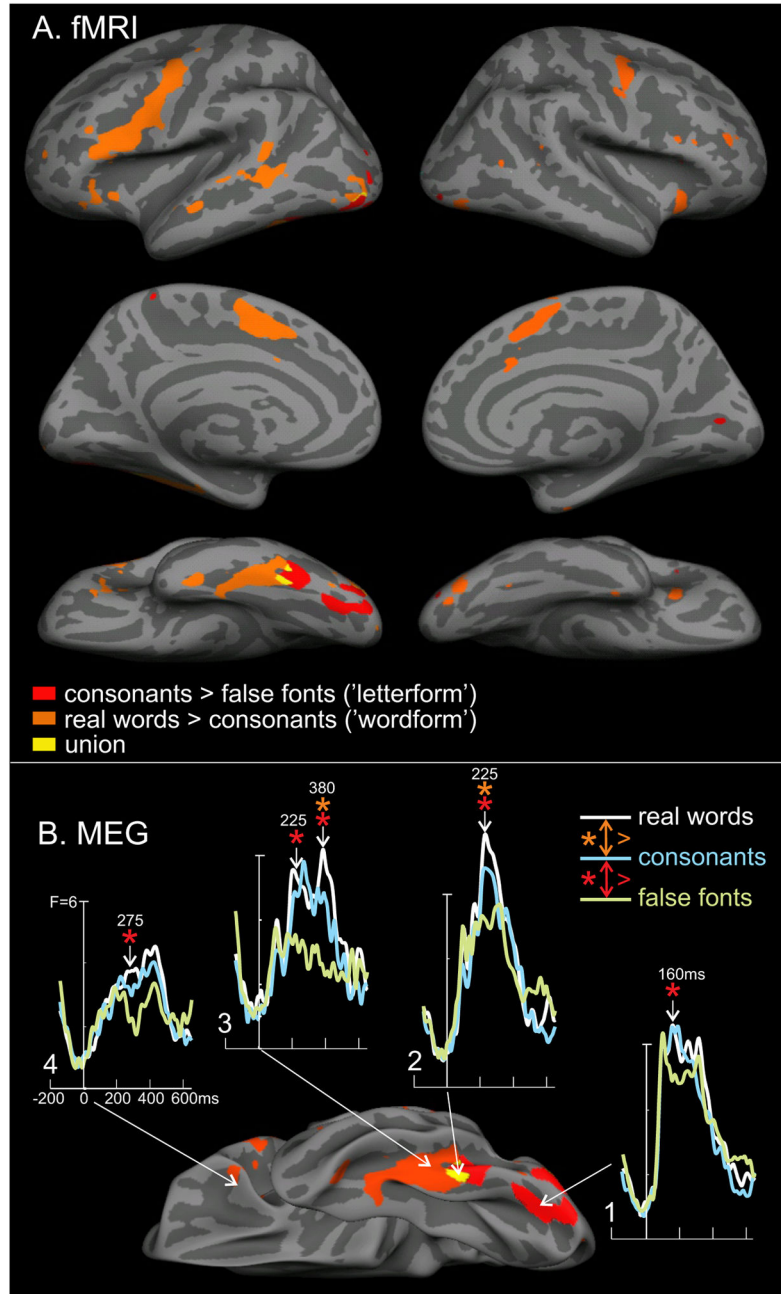 A. fMRI
consonants > false fonts ('letterform')
real words > consonants ('wordform')
union
B. MEG
380
*
225 *
*
225
*
*
real words
* >
consonants
* >
false fonts
F=6
275
*
160ms
*
3
2
4
-200 0 200 400 600ms
1